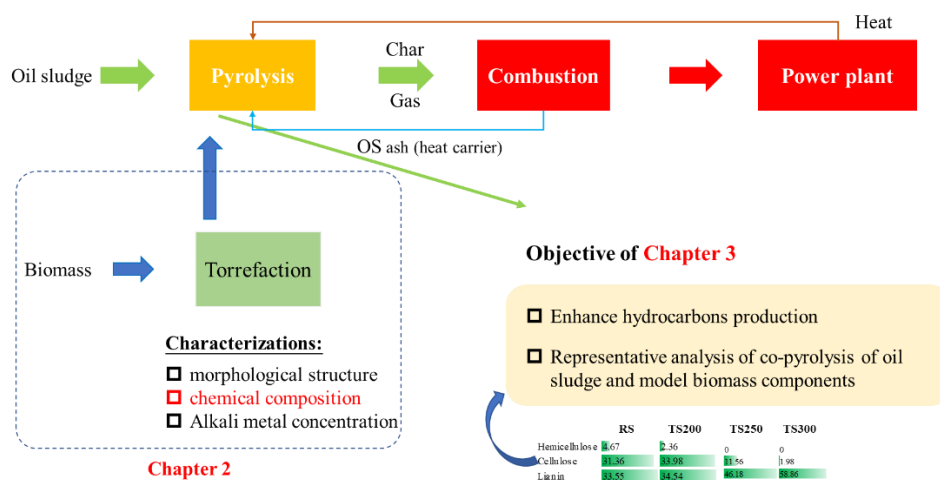 Heat
Oil sludge
Pyrolysis
Char
Gas
Combustion
Power plant
OS ash (heat carrier)
Biomass
Torrefaction
Characterizations:
morphological structure
chemical composition
Alkali metal concentration
Chapter 2
Objective of Chapter 3
Enhance hydrocarbons production
Representative analysis of co-pyrolysis of oil
sludge and model biomass components
RS TS200 TS250 TS300
Hemicellulose 4.67 2.36 0 0
Cellulose 31.36 33.98 11.56 1.98
Lignin 33.55 34.54 46.18 58.86